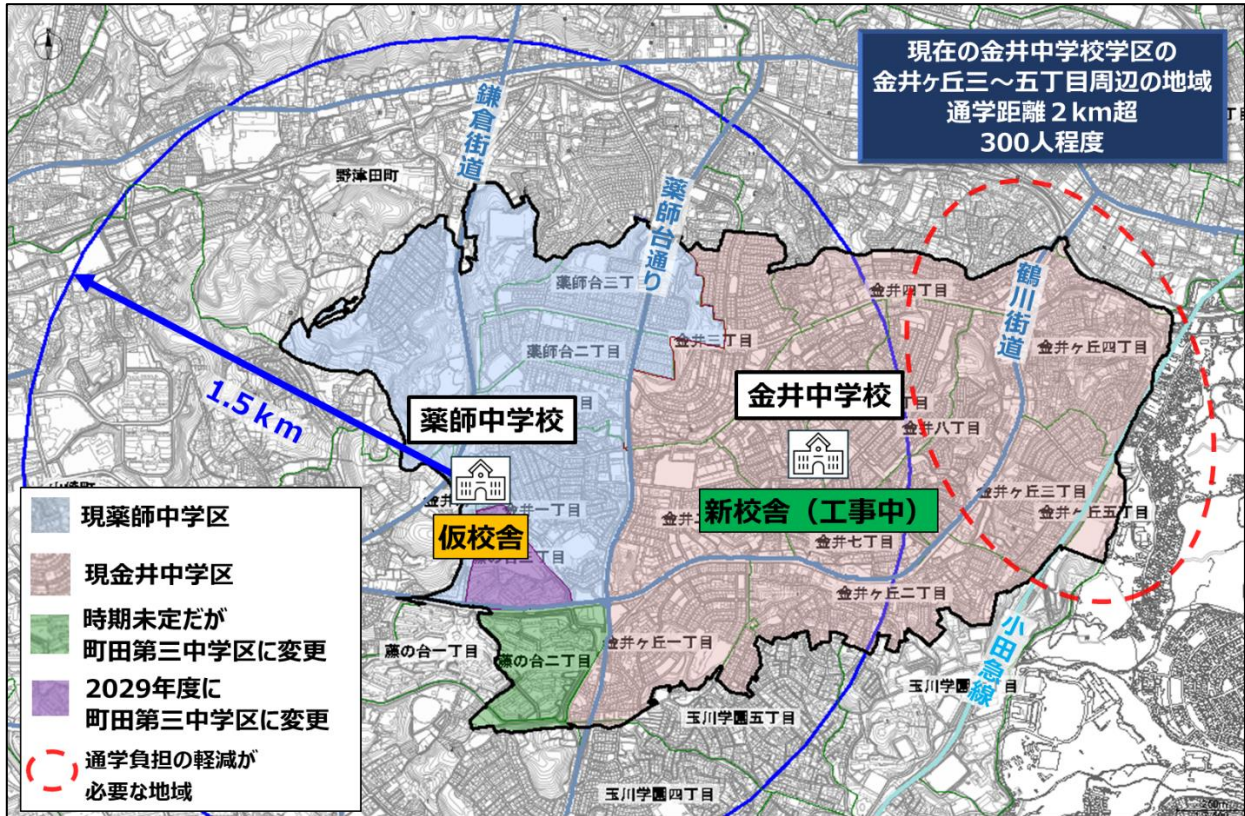 現在の金井中学校学区の
金井ヶ丘三～五丁目周辺の地域
通学距離２km超
300人程度
鎌倉街道
薬師台通り
鶴川街道
小田急線
野津田町
薬師台三丁
薬師台二丁目
金井三丁目
金井四丁目
金井ヶ丘四丁目
1.5km
薬師中学校
金井中学校
金井八丁目
金井一丁目
金井ヶ丘三丁目
金井ヶ丘五丁目
仮校舎
新校舎（工事中）
金井七丁目
金井ヶ丘二丁目
金井ヶ丘一丁目
藤の台一丁目
藤の台二丁目
玉川学園五丁目
玉川学園四丁目
現薬師中学区
現金井中学区
時期未定だが
町田第三中学区に変更
2029年度に
町田第三中学区に変更
通学負担の軽減が
必要な地域